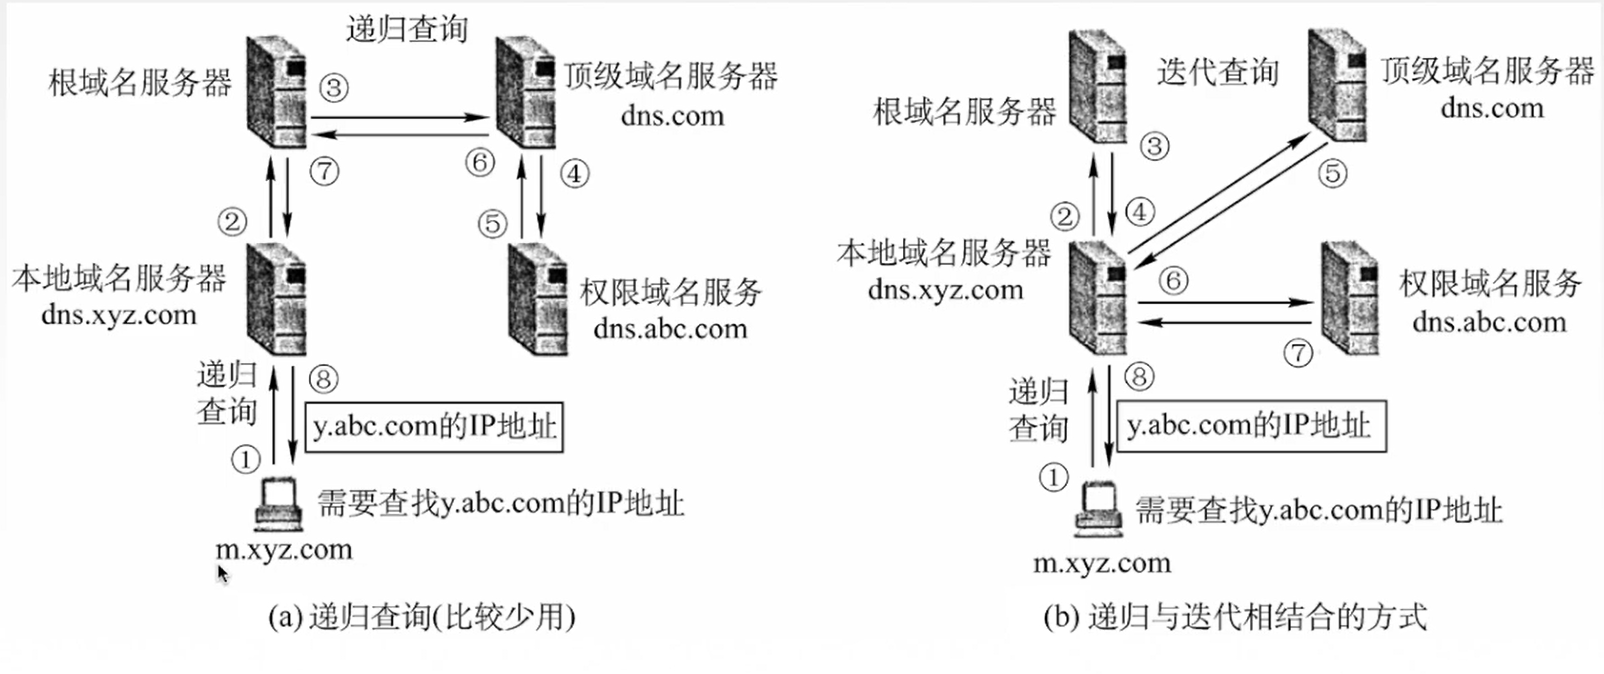 递归查询
根域名服务器
③
顶级域名服务器
dns.com
⑥
⑦
④
②
⑤
本地域名服务器
dns.xyz.com
权限域名服务
dns.abc.com
递归
查询
⑧
y.abc.com的IP地址
①
需要查找y.abc.com的IP地址
m.xyz.com
(a) 递归查询(比较少用)
迭代查询
顶级域名服务器
dns.com
根域名服务器
③
⑤
②
④
本地域名服务器
dns.xyz.com
⑥
权限域名服务
dns.abc.com
⑦
递归
查询
⑧
y.abc.com的IP地址
①
需要查找y.abc.com的IP地址
m.xyz.com
(b) 递归与迭代相结合的方式